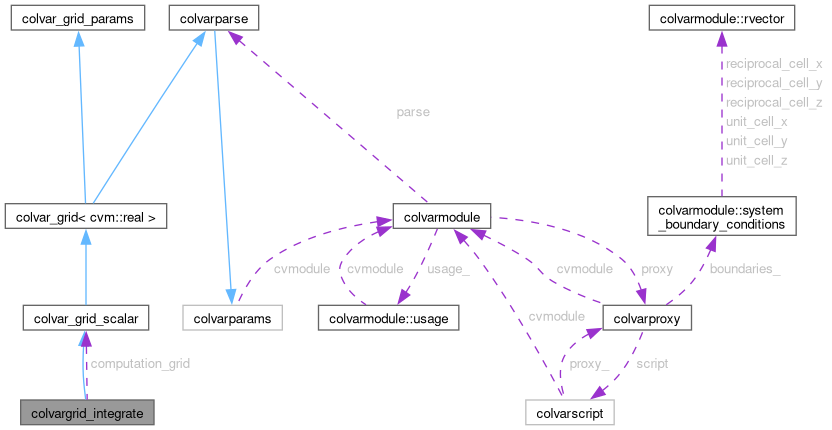 colvar_grid_params
colvarparse
colvarmodule::rvector
reciprocal_cell_x
reciprocal_cell_y
reciprocal_cell_z
unit_cell_x
unit_cell_y
unit_cell_z
parse
colvar_grid< cvm::real >
colvarmodule
colvarmodule::system
_boundary_conditions
cvmodule
cvmodule
usage_
cvmodule
proxy
boundaries_
colvar_grid_scalar
colvarparams
colvarmodule::usage
cvmodule
colvarproxy
computation_grid
proxy_
script
colvargrid_integrate
colvarscript